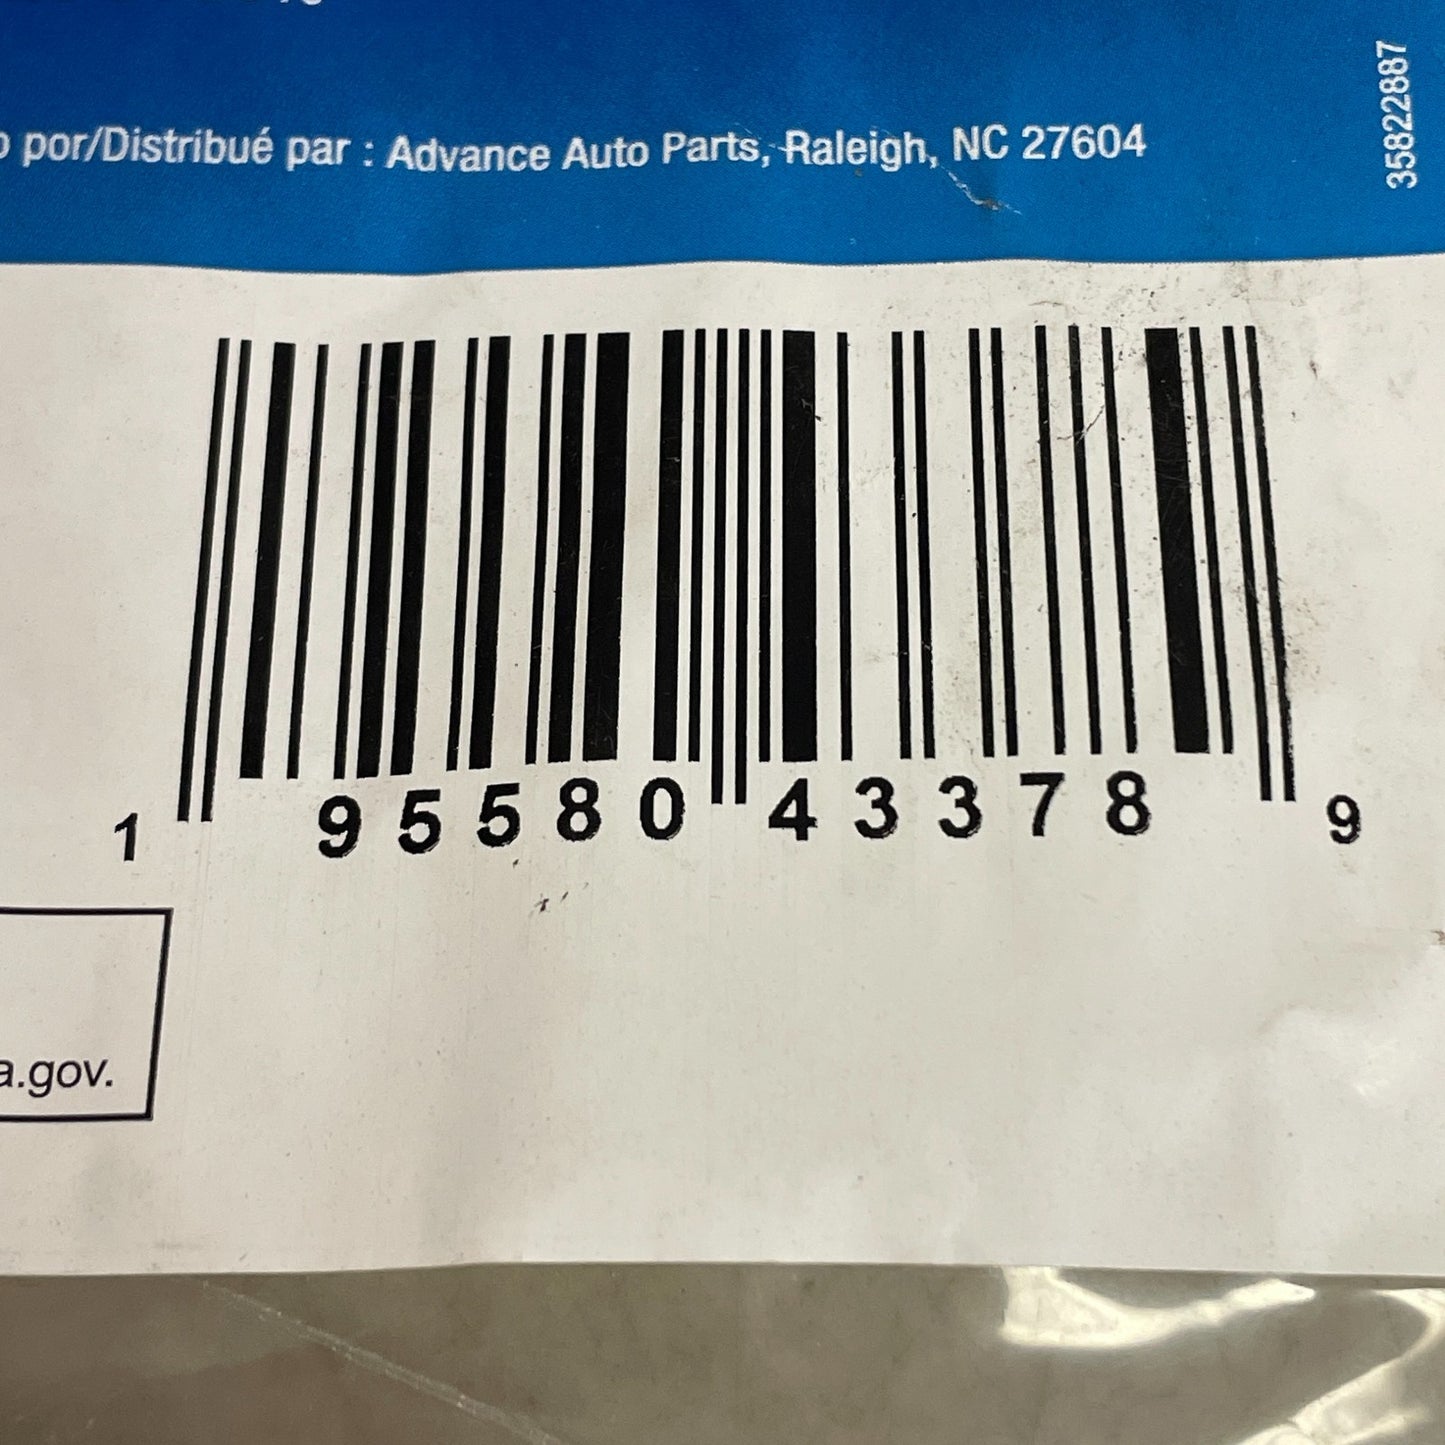 por/Distribué par : Advance Auto Parts, Raleigh, NC 27604
35822887
1 95580 43378 9
a.gov.